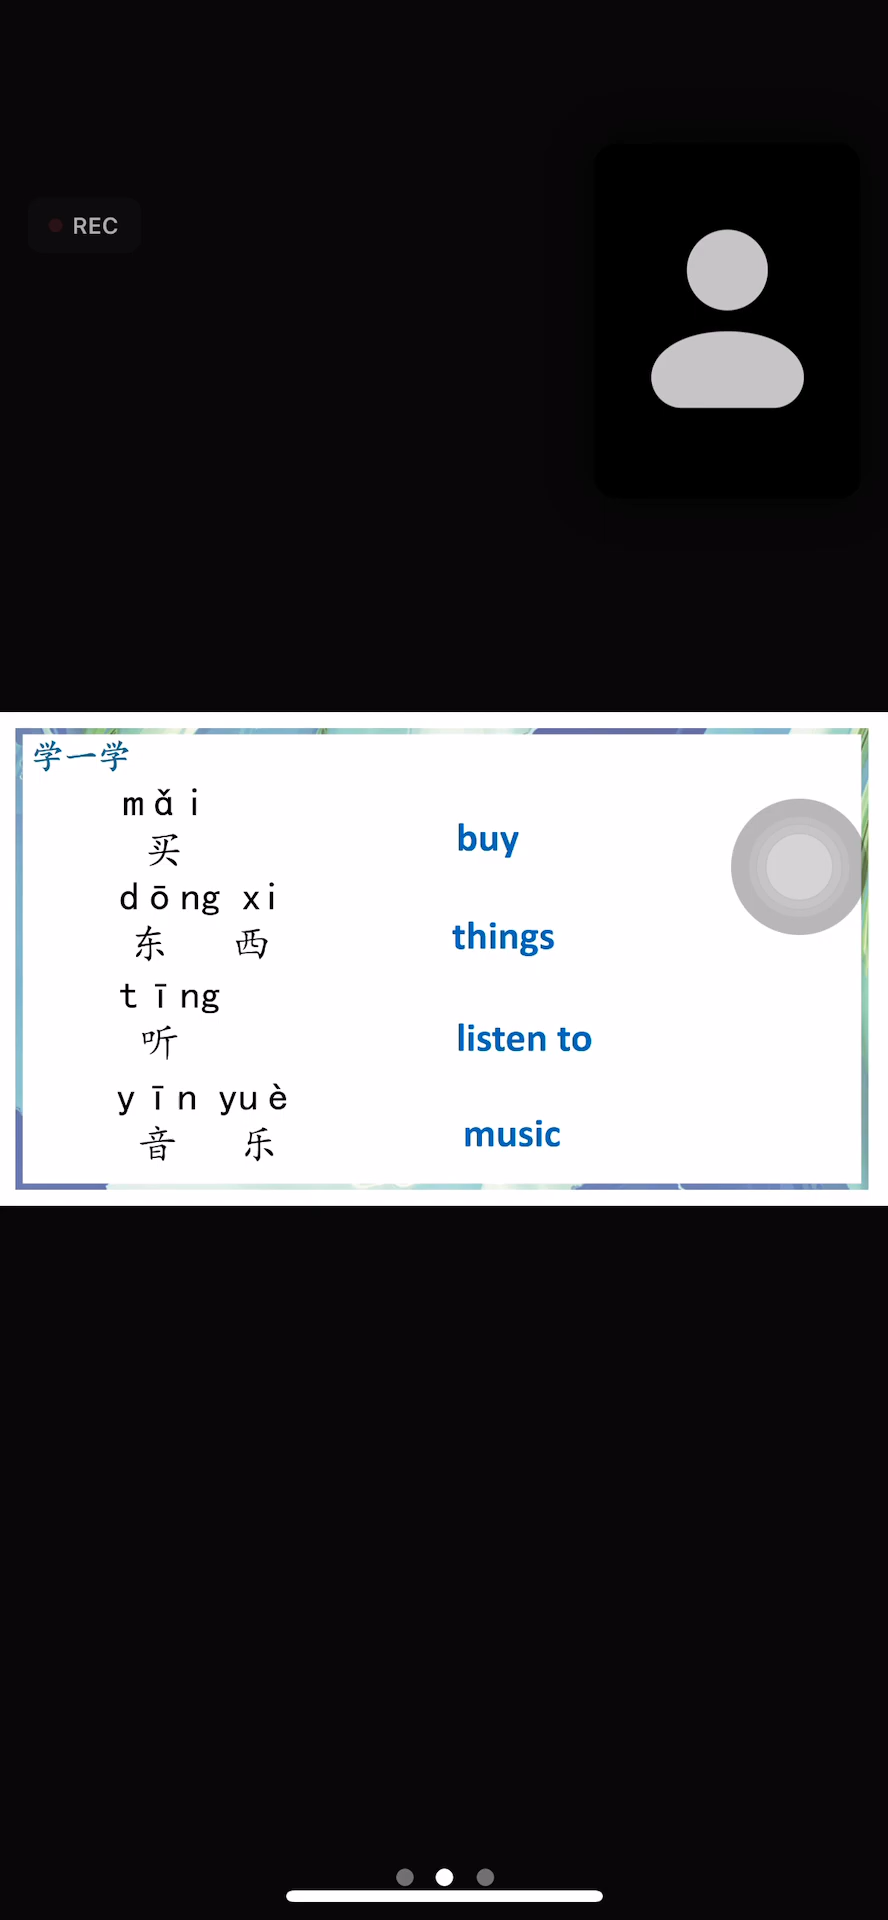 REC
学一学
mǎi
买
buy
dōng xi
东 西
things
tīng
听
listen to
yīn yuè
音 乐
music